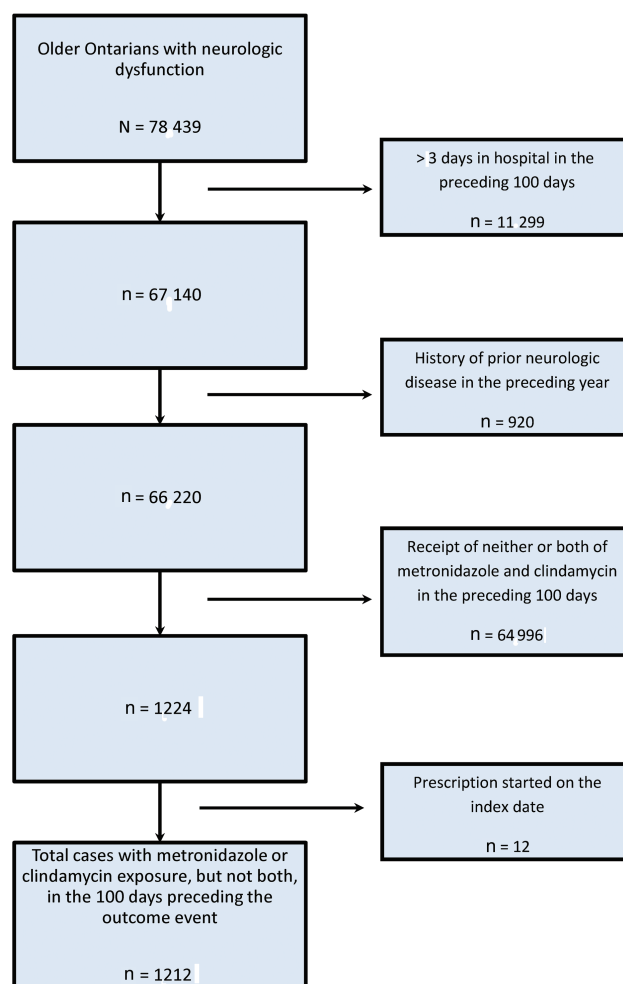 Older Ontarians with neurologic
dysfunction
N = 78 439
>3 days in hospital in the
preceding 100 days
n = 11 299
n = 67 140
History of prior neurologic
disease in the preceding year
n = 920
n = 66 220
Receipt of neither or both of
metronidazole and clindamycin
in the preceding 100 days
n = 64 996
n = 1224
Prescription started on the
index date
n = 12
Total cases with metronidazole or
clindamycin exposure, but not both,
in the 100 days preceding the
outcome event
n = 1212